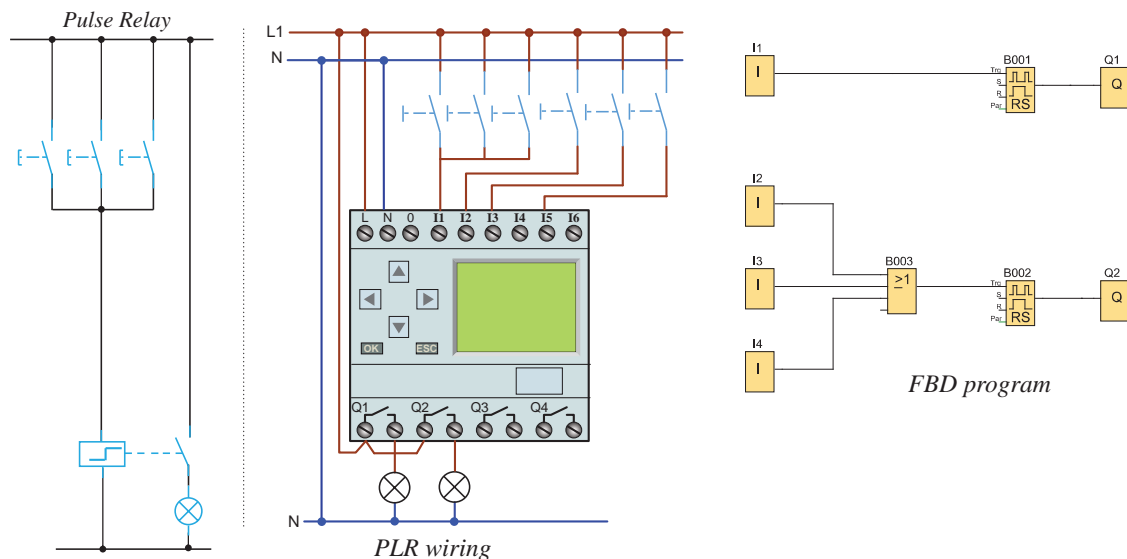 Pulse Relay
L1
N
L N 0 I1 I2 I3 I4 I5 I6
OK ESC
Q1 Q2 Q3 Q4
N
PLR wiring
I1
I
B001
Trg
S
R
Par
RS
Q1
Q
I2
I
I3
I
I4
I
B003
≥1
B002
Trg
S
R
Par
RS
Q2
Q
FBD program